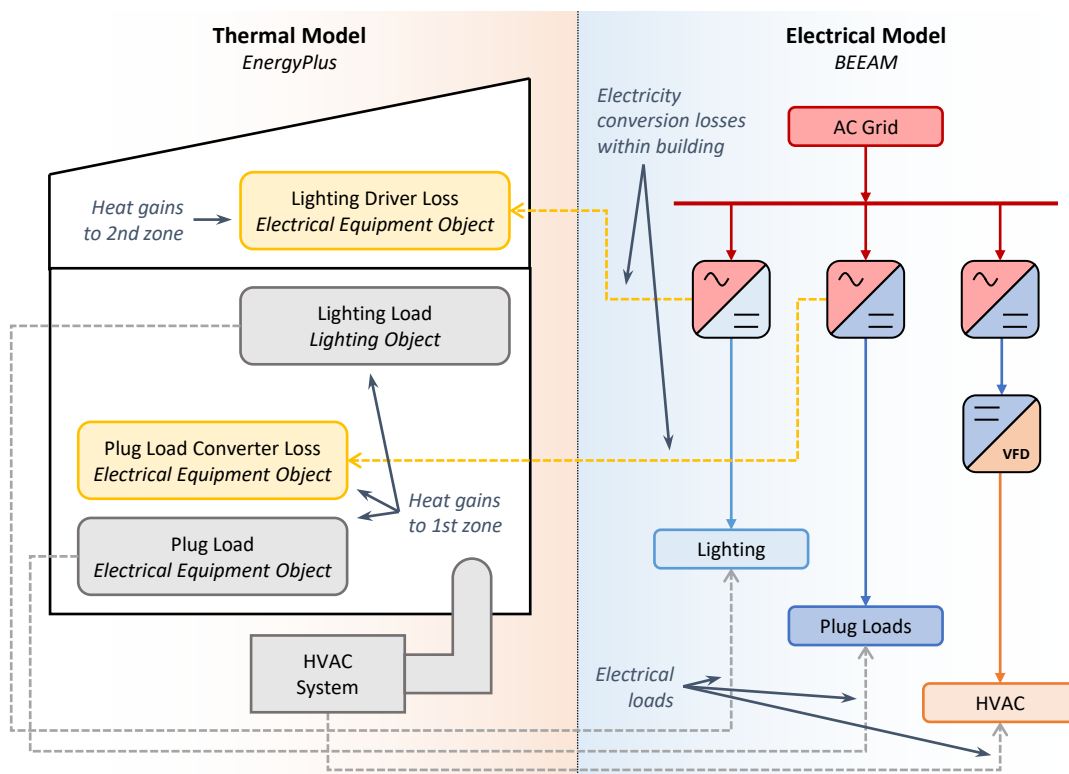 Thermal Model
EnergyPlus
Electrical Model
BEEAM
Electricity
conversion losses
within building
AC Grid
Lighting Driver Loss
Electrical Equipment Object
Heat gains
to 2nd zone
Lighting Load
Lighting Object
Plug Load Converter Loss
Electrical Equipment Object
VFD
Heat gains
to 1st zone
Plug Load
Electrical Equipment Object
Lighting
Plug Loads
HVAC
System
Electrical
loads
HVAC